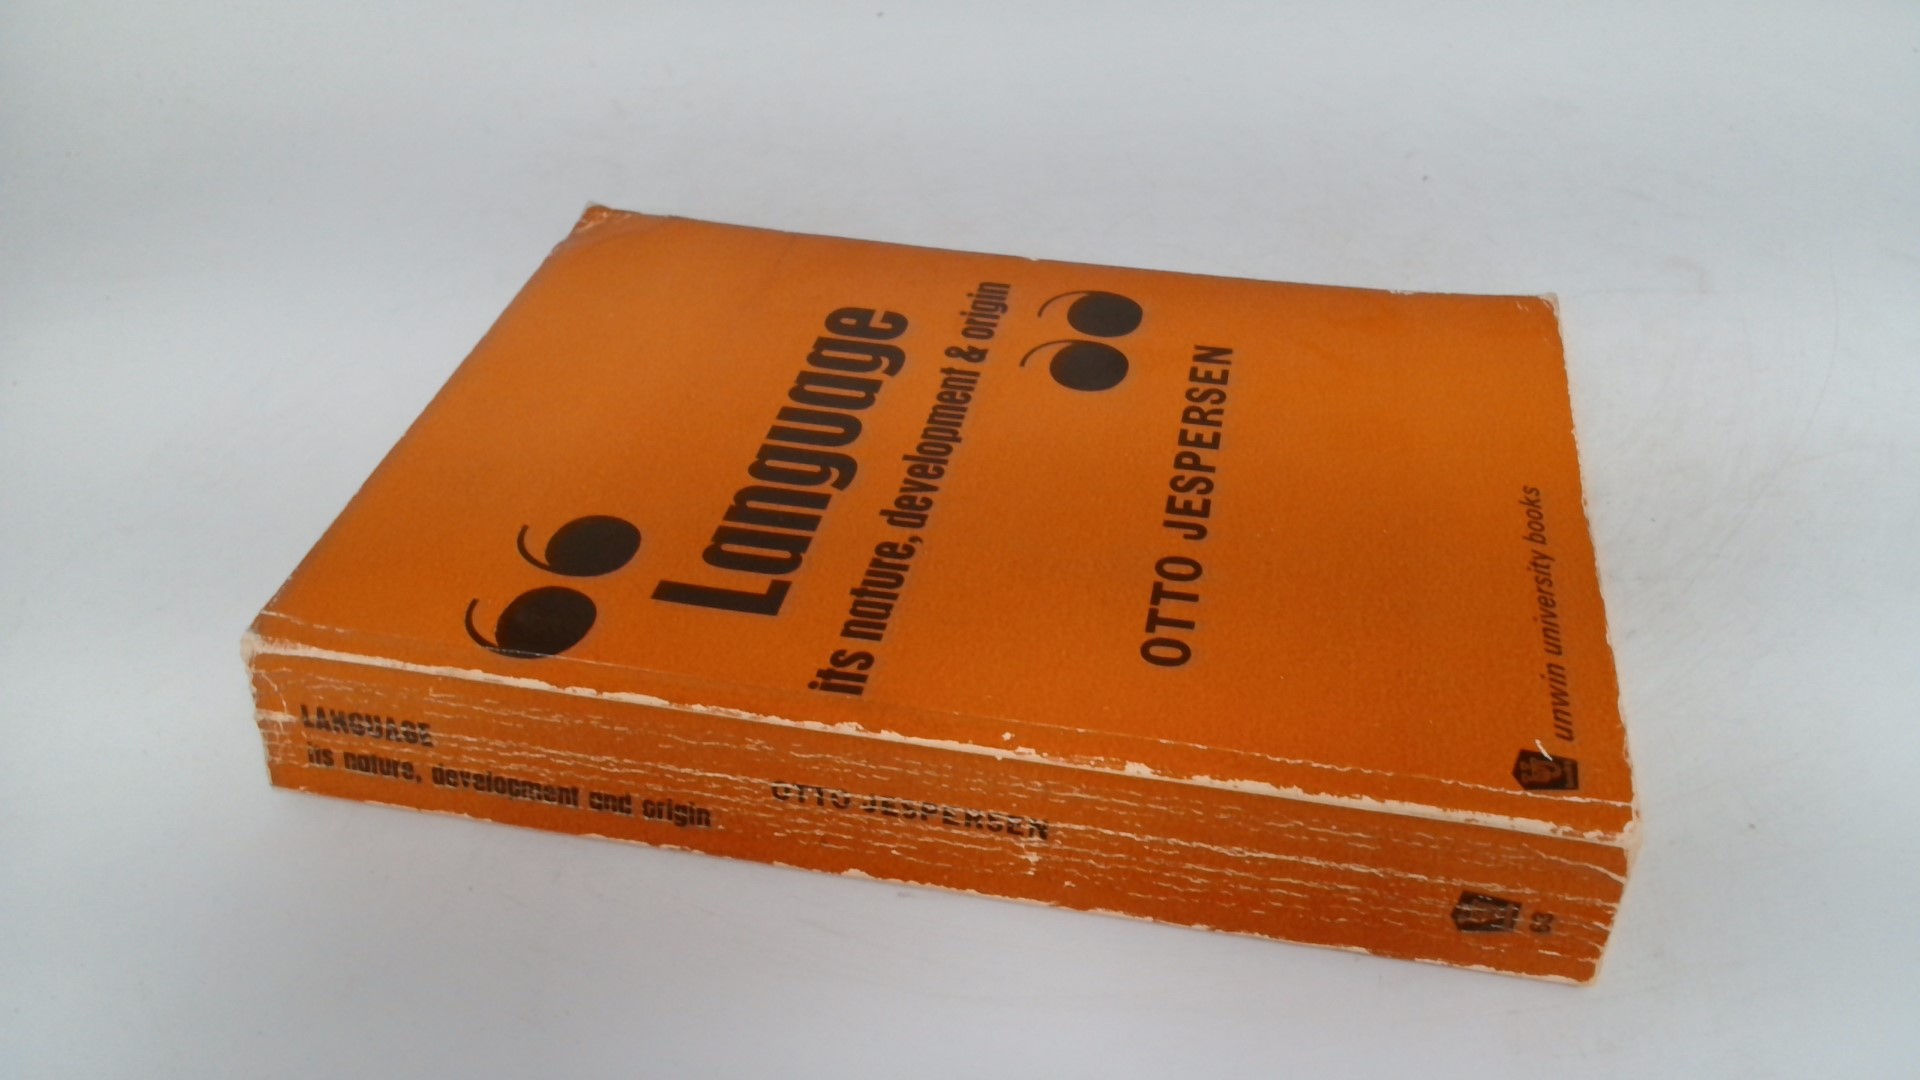 “
Language
its nature, development & origin
”
OTTO JESPERSEN
unwin university books
LANGUAGE
its nature, development and origin
OTTO JESPERSEN